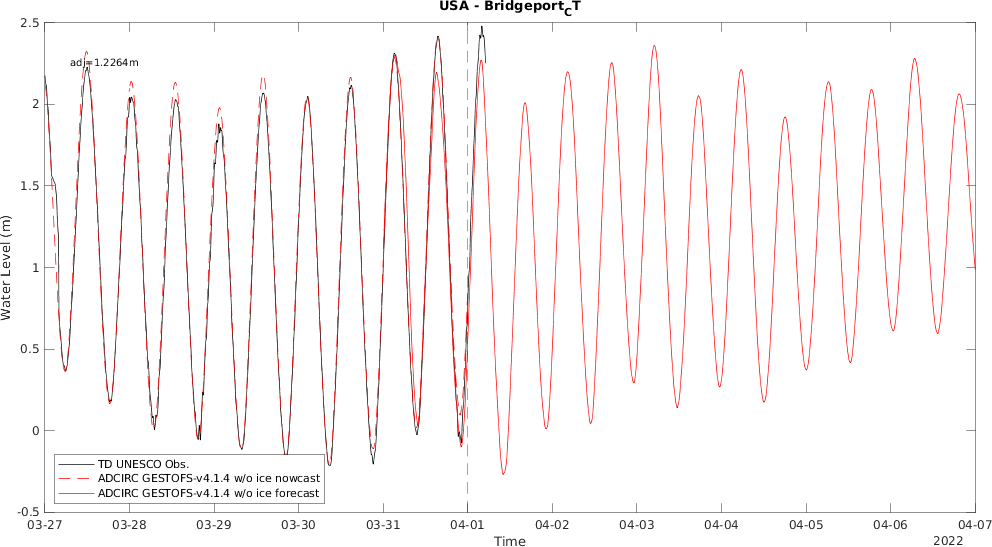 USA - Bridgeport_CT
adj=1.2264m
2.5
2
1.5
1
0.5
0
-0.5
Water Level (m)
TD UNESCO Obs.
ADCIRC GESTOFS-v4.1.4 w/o ice nowcast
ADCIRC GESTOFS-v4.1.4 w/o ice forecast
03-27 03-28 03-29 03-30 03-31 04-01 04-02 04-03 04-04 04-05 04-06 04-07
Time
2022